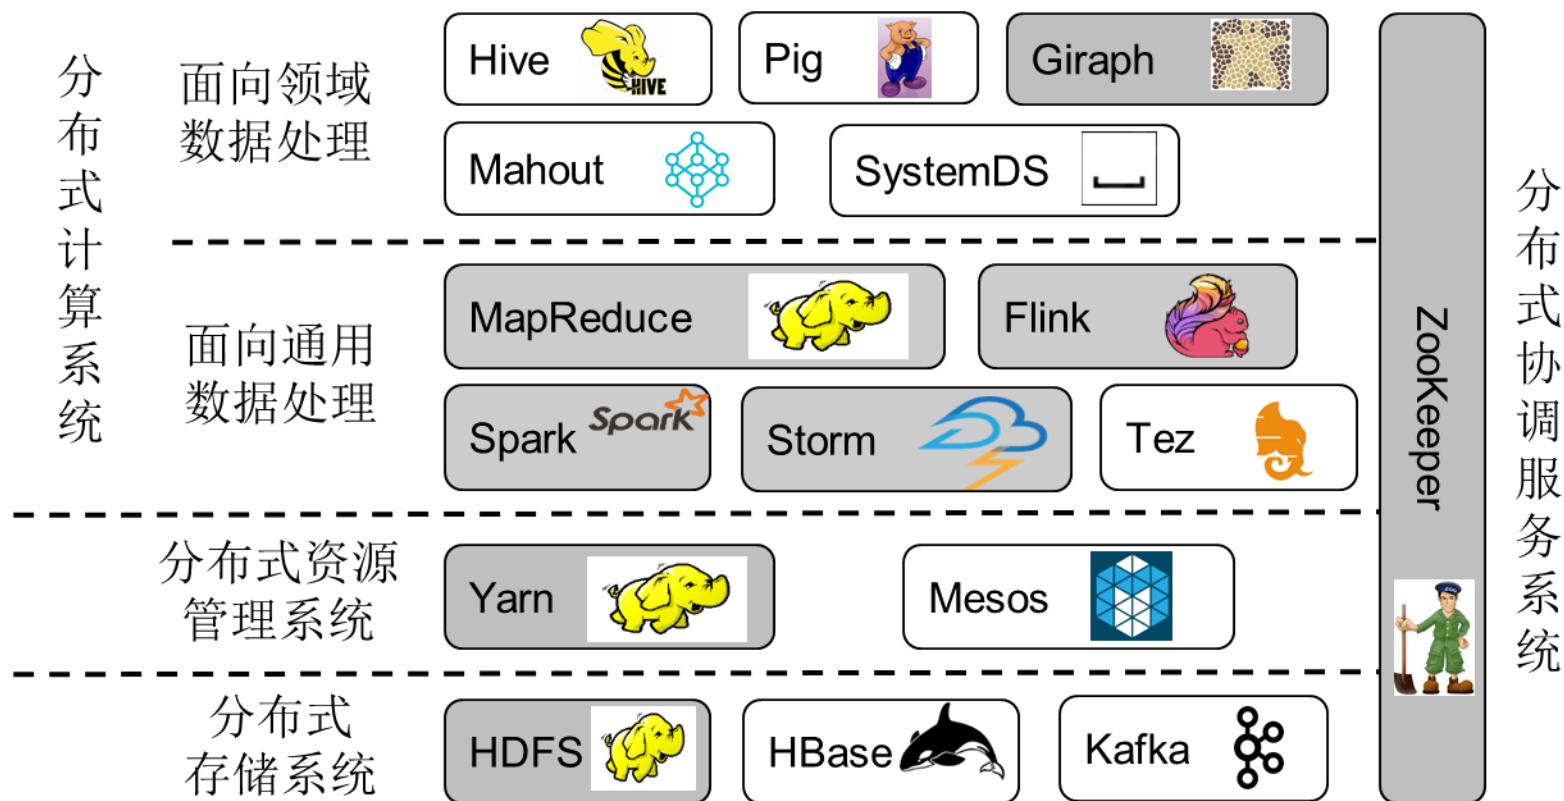 分布式计算系统
面向领域
数据处理
Hive
HIVE
Pig
Giraph
Mahout
SystemDS
面向通用
数据处理
MapReduce
Flink
Spark
Spark
Storm
Tez
分布式资源
管理系统
Yarn
Mesos
分布式
存储系统
HDFS
HBase
Kafka
ZooKeeper
分布式协调服务系统